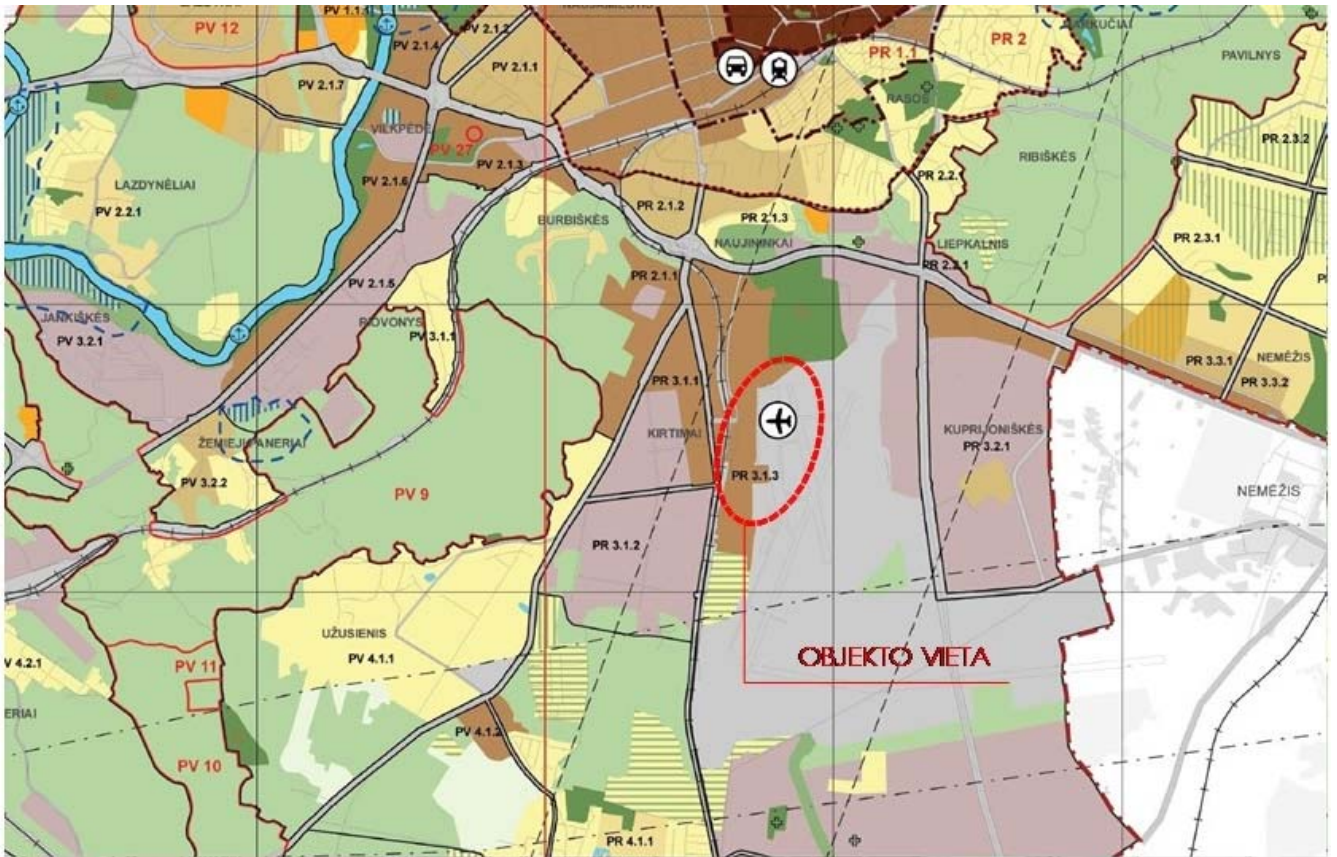 PV 12
PV 1.1.1
PV 2.1.2
PV 2.1.4
PV 2.1.1
PR 1.1
PR 2
PAVILNYS
PV 2.1.7
RASOS
VILKPĖDĖ
PV 27
PV 2.1.3
PR 2.3.2
RIBIŠKĖS
LAZDYNĖLIAI
PV 2.1.6
PR 2.2.1
PV 2.2.1
PR 2.1.2
BURBIŠKĖS
PR 2.1.3
NAUJININKAI
LIEPKALNIS
PR 2.3.1
PR 2.1.1
PR 2.2.1
PV 2.1.5
JANKIŠKĖS
PV 3.2.1
PV 3.1.1
PR 3.3.1
NEMĖŽIS
PR 3.3.2
PR 3.1.1
KIRTIMAI
KUPRIJONIŠKĖS
PR 3.2.1
ŽEMIEJI PANERIAI
PR 3.1.3
PV 3.2.2
PV 9
NEMĖŽIS
PR 3.1.2
UŽUSIENIS
PV 4.1.1
OBJEKTO VIETA
PV 11
V 4.2.1
ERIAI
PV 4.1.2
PV 10
PR 4.1.1